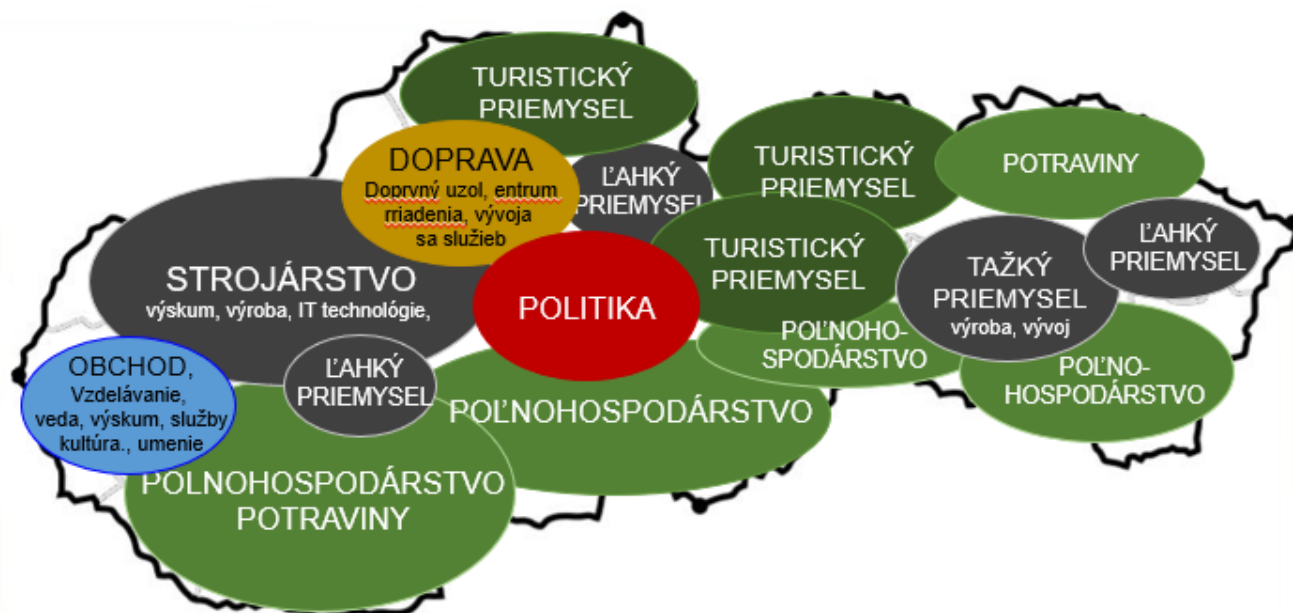 TURISTICKÝ
PRIEMYSEL
DOPRAVA
Doprvný uzol, entrum
rriadenia, vývoja
sa služieb
ĽAHKÝ
PRIEMYSEL
TURISTICKÝ
PRIEMYSEL
POTRAVINY
STROJÁRSTVO
výskum, výroba, IT technológie,
POLITIKA
TURISTICKÝ
PRIEMYSEL
TAŽKÝ
PRIEMYSEL
výroba, vývoj
ĽAHKÝ
PRIEMYSEL
OBCHOD,
Vzdelávanie,
veda, výskum, služby
kultúra., umenie
ĽAHKÝ
PRIEMYSEL
POĽNOHOSPODÁRSTVO
POĽNOHO-
SPODÁRSTVO
POĽNO-
HOSPODÁRSTVO
POĽNOHOSPODÁRSTVO
POTRAVINY